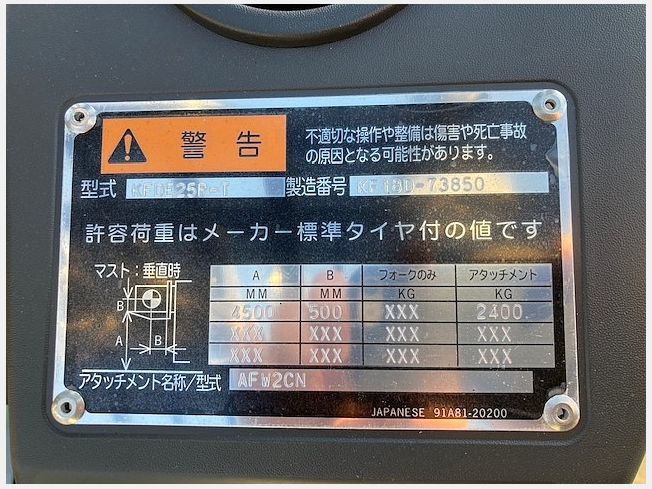 警告
不適切な操作や整備は傷害や死亡事故
の原因となる可能性があります。
型式 KFDE25P-T 製造番号 KF18D-73850
許容荷重はメーカー標準タイヤ付の値です
マスト：垂直時
A B フォークのみ アタッチメント
MM MM KG KG
4500 500 XXX 2400
XXX XXX XXX XXX
XXX XXX XXX XXX
B
A B
アタッチメント名称/型式 AFW2CN
JAPANESE 91A81-20200